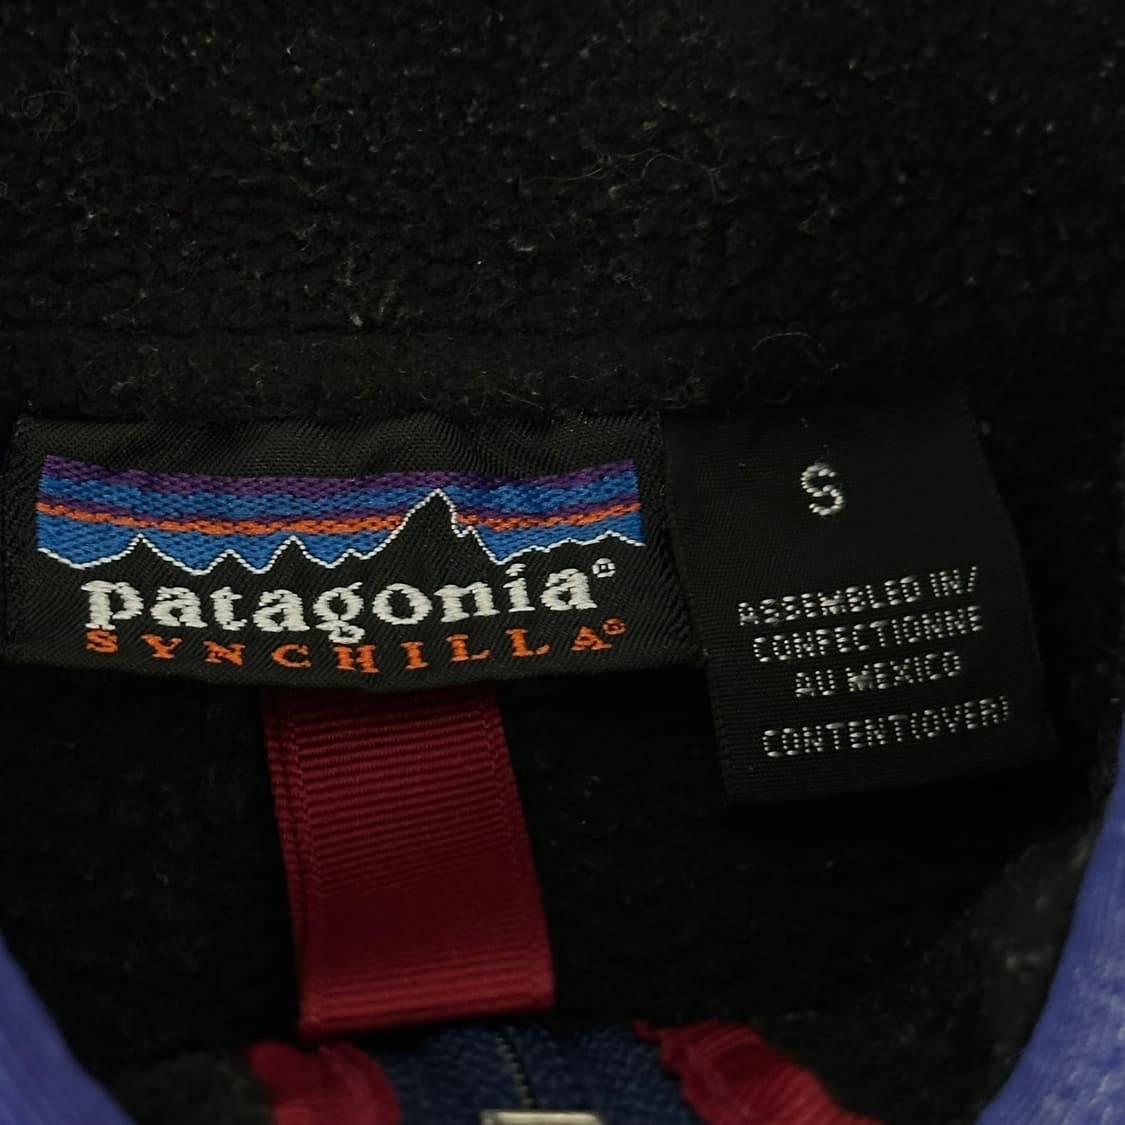 patagonia®
SYNCHILLA®
S
ASSEMBLED IN/
CONFECTIONNE
AU MEXICO
CONTENT(OVER)